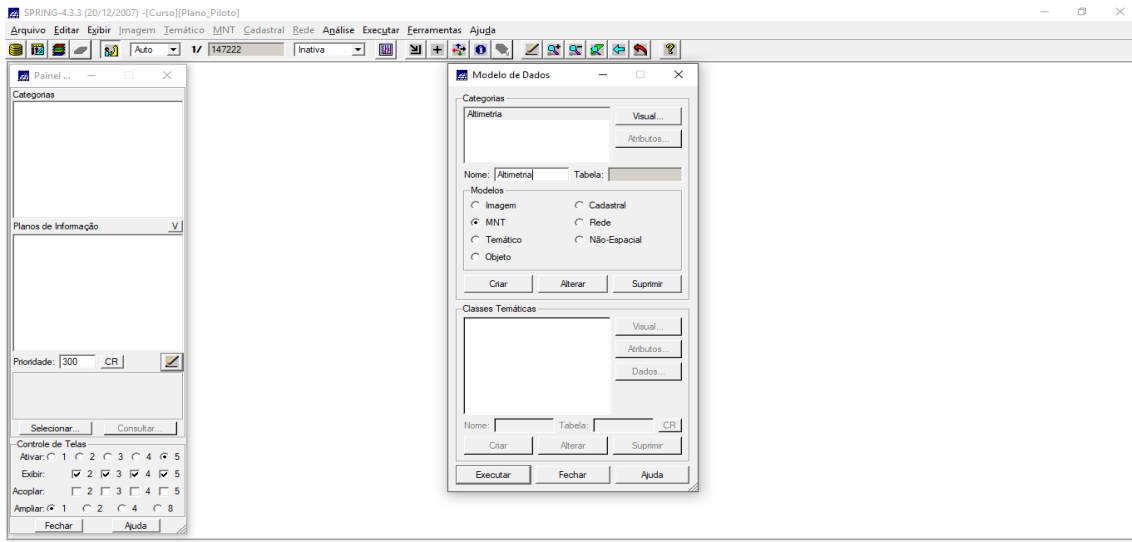 SPRING-4.3.3 (20/12/2007) -[Curso][Plano_Piloto]
Arquivo Editar Exibir Imagem Temático MNT Cadastral Rede Análise Executar Ferramentas Ajuda
Auto 1/ 147222 Inativa
Painel ...
Categorias
Planos de Informação V
Prioridade: 300 CR
Selecionar... Consultar...
Controle de Telas
Ativar: 1 2 3 4 5
Exibir: 2 3 4 5
Acoplar: 2 3 4 5
Ampliar: 1 2 4 8
Fechar Ajuda
Modelo de Dados
Categorias
Altimetria Visual...
Atributos...
Nome: Altimetria Tabela:
Modelos
Imagem Cadastral
MNT Rede
Temático Não-Espacial
Objeto
Criar Alterar Suprimir
Classes Temáticas
Visual...
Atributos...
Dados...
Nome: Tabela: CR
Criar Alterar Suprimir
Executar Fechar Ajuda